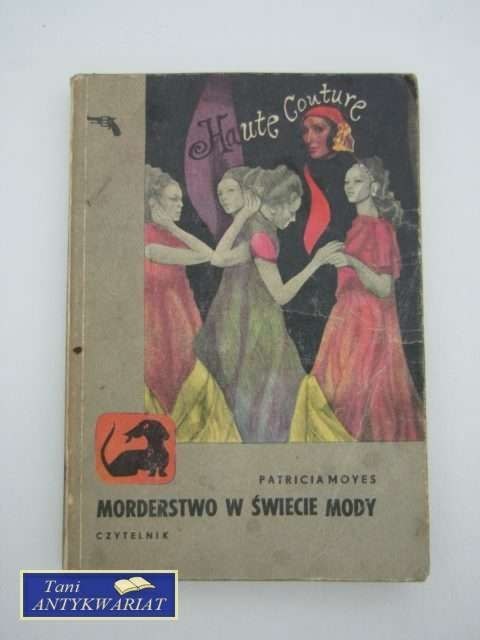 Haute Couture
PATRICIA MOYES
MORDERSTWO W ŚWIECIE MODY
CZYTELNIK
Tani
ANTYKWARIAT